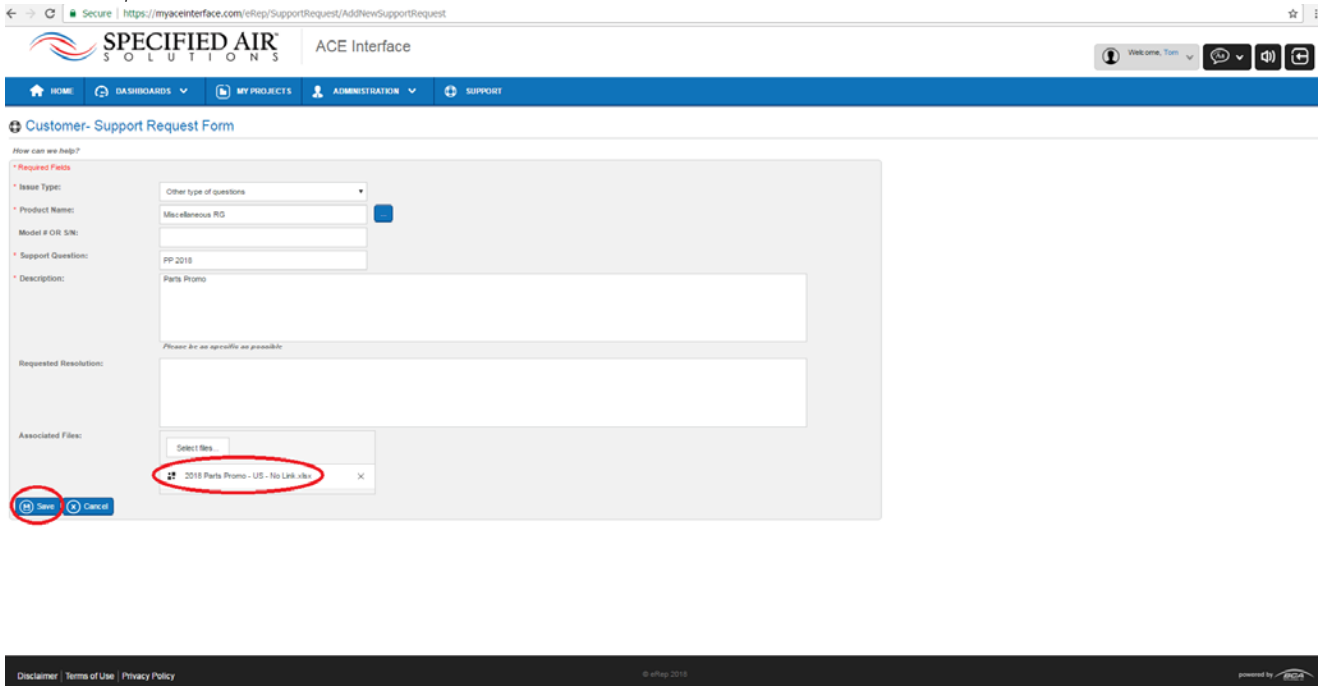 Secure | https://myaceinterface.com/eRep/SupportRequest/AddNewSupportRequest
SPECIFIED AIR
SOLUTIONS
ACE Interface
Welcome, Tom
HOME
DASHBOARDS
MY PROJECTS
ADMINISTRATION
SUPPORT
Customer- Support Request Form
How can we help?
* Required Fields
* Issue Type:
Other type of questions
* Product Name:
Miscellaneous RG
...
Model # OR S/N:
* Support Question:
PP 2018
* Description:
Parts Promo
Please be as specific as possible
Requested Resolution:
Associated Files:
Select files...
2018 Parts Promo - US - No Link.xlsx
Save
Cancel
Disclaimer | Terms of Use | Privacy Policy
© eRep 2018
powered by BCA